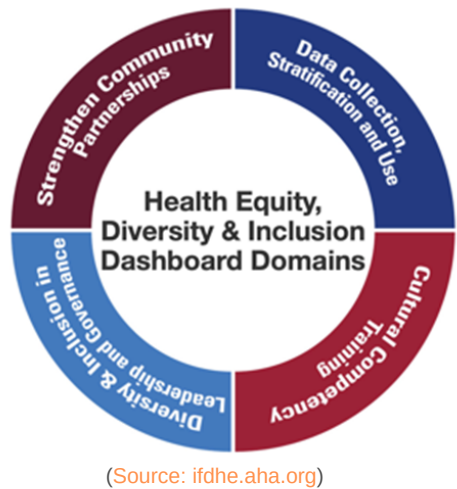 Strengthen Community
Partnerships
Data Collection,
Stratification and Use
Health Equity,
Diversity & Inclusion
Dashboard Domains
Diversity & Inclusion in
Leadership and Governance
Cultural Competency
Training
(Source: ifdhe.aha.org)